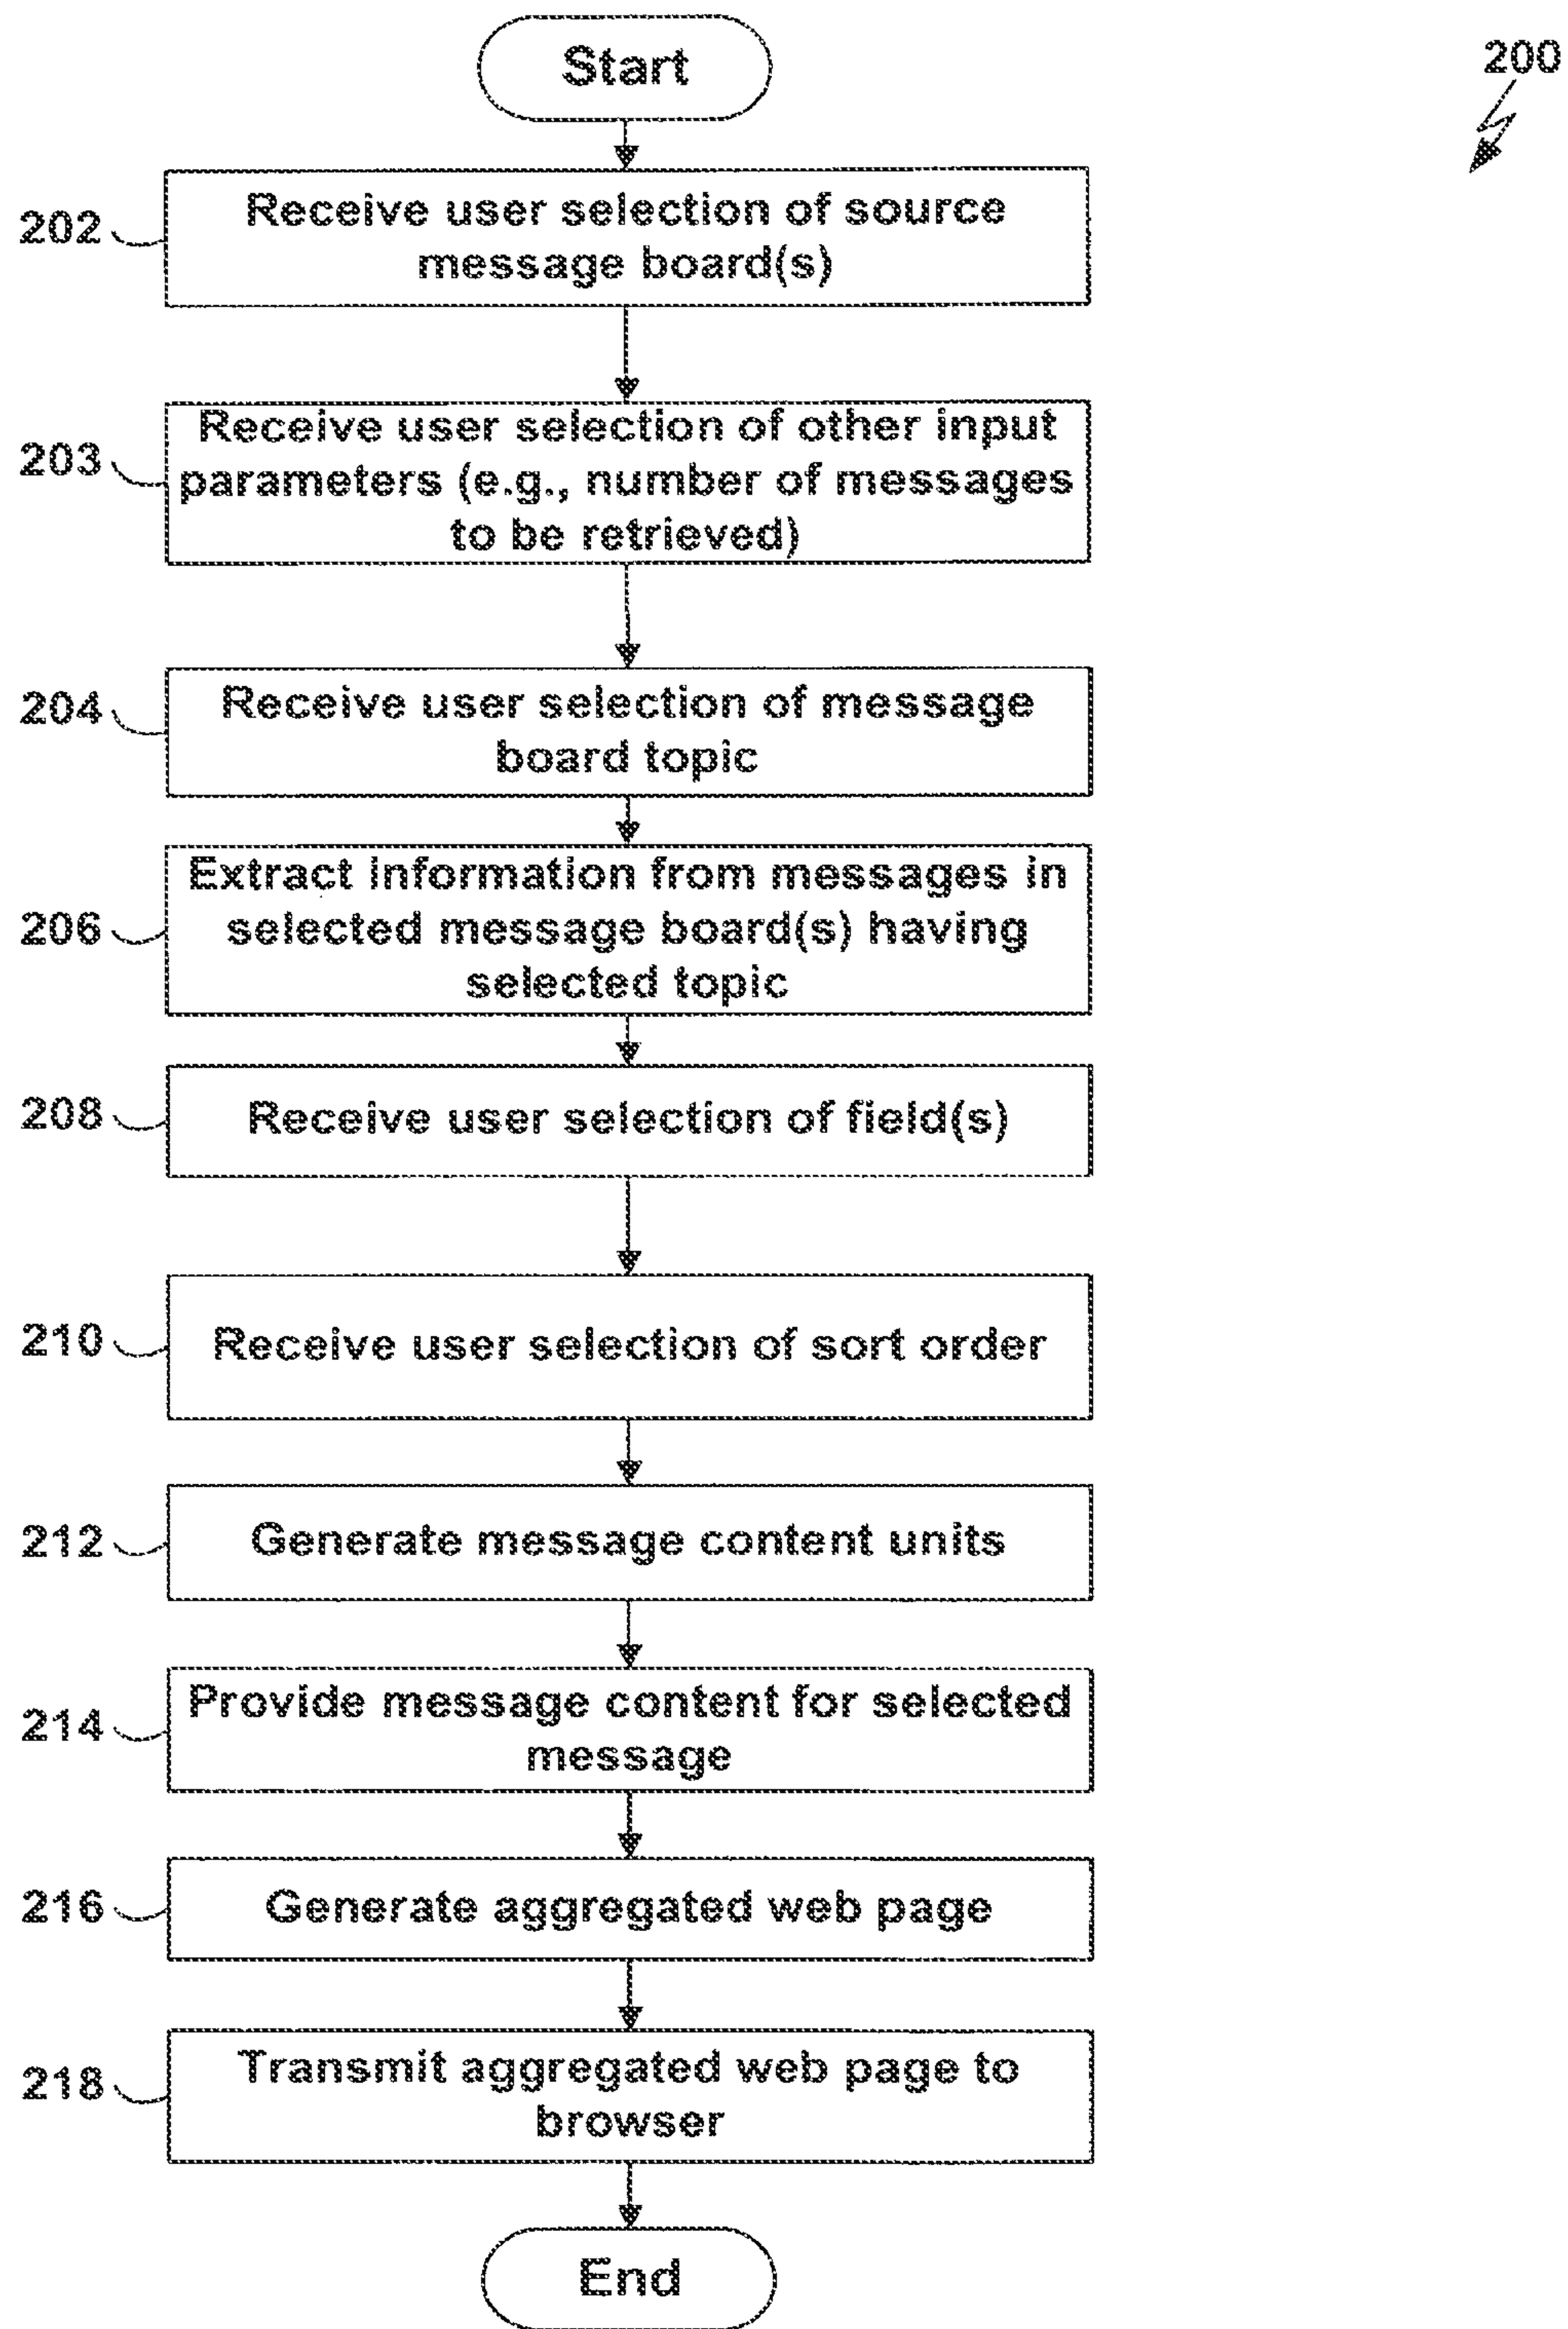 Start
200
202
Receive user selection of source
message board(s)
203
Receive user selection of other input
parameters (e.g., number of messages
to be retrieved)
204
Receive user selection of message
board topic
206
Extract information from messages in
selected message board(s) having
selected topic
208
Receive user selection of field(s)
210
Receive user selection of sort order
212
Generate message content units
214
Provide message content for selected
message
216
Generate aggregated web page
218
Transmit aggregated web page to
browser
End